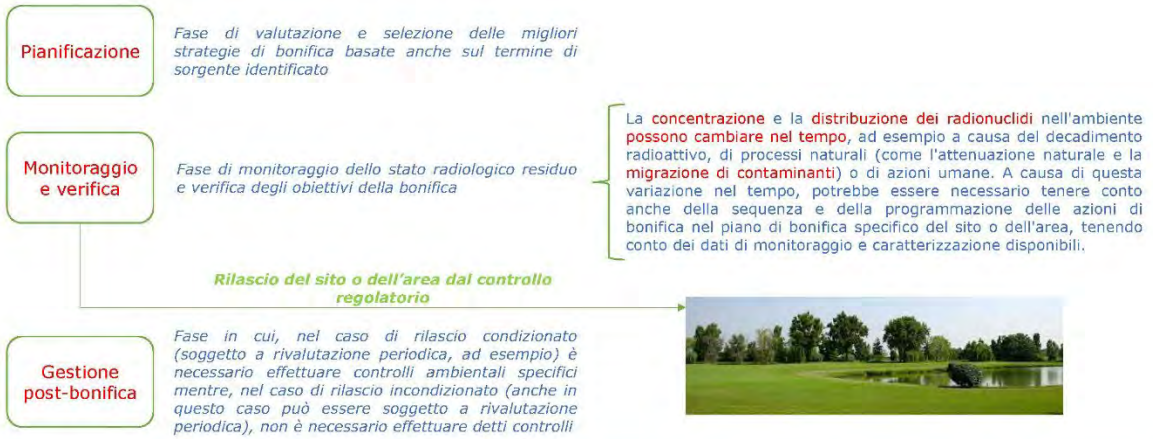 Pianificazione
Fase di valutazione e selezione delle migliori
strategie di bonifica basate anche sul termine di
sorgente identificato
Monitoraggio
e verifica
Fase di monitoraggio dello stato radiologico residuo
e verifica degli obiettivi della bonifica
La concentrazione e la distribuzione dei radionuclidi nell'ambiente
possono cambiare nel tempo, ad esempio a causa del decadimento
radioattivo, di processi naturali (come l'attenuazione naturale e la
migrazione di contaminanti) o di azioni umane. A causa di questa
variazione nel tempo, potrebbe essere necessario tenere conto
anche della sequenza e della programmazione delle azioni di
bonifica nel piano di bonifica specifico del sito o dell'area, tenendo
conto dei dati di monitoraggio e caratterizzazione disponibili.
Rilascio del sito o dell'area dal controllo
regolatorio
Gestione
post-bonifica
Fase in cui, nel caso di rilascio condizionato
(soggetto a rivalutazione periodica, ad esempio) è
necessario effettuare controlli ambientali specifici
mentre, nel caso di rilascio incondizionato (anche in
questo caso può essere soggetto a rivalutazione
periodica), non è necessario effettuare detti controlli